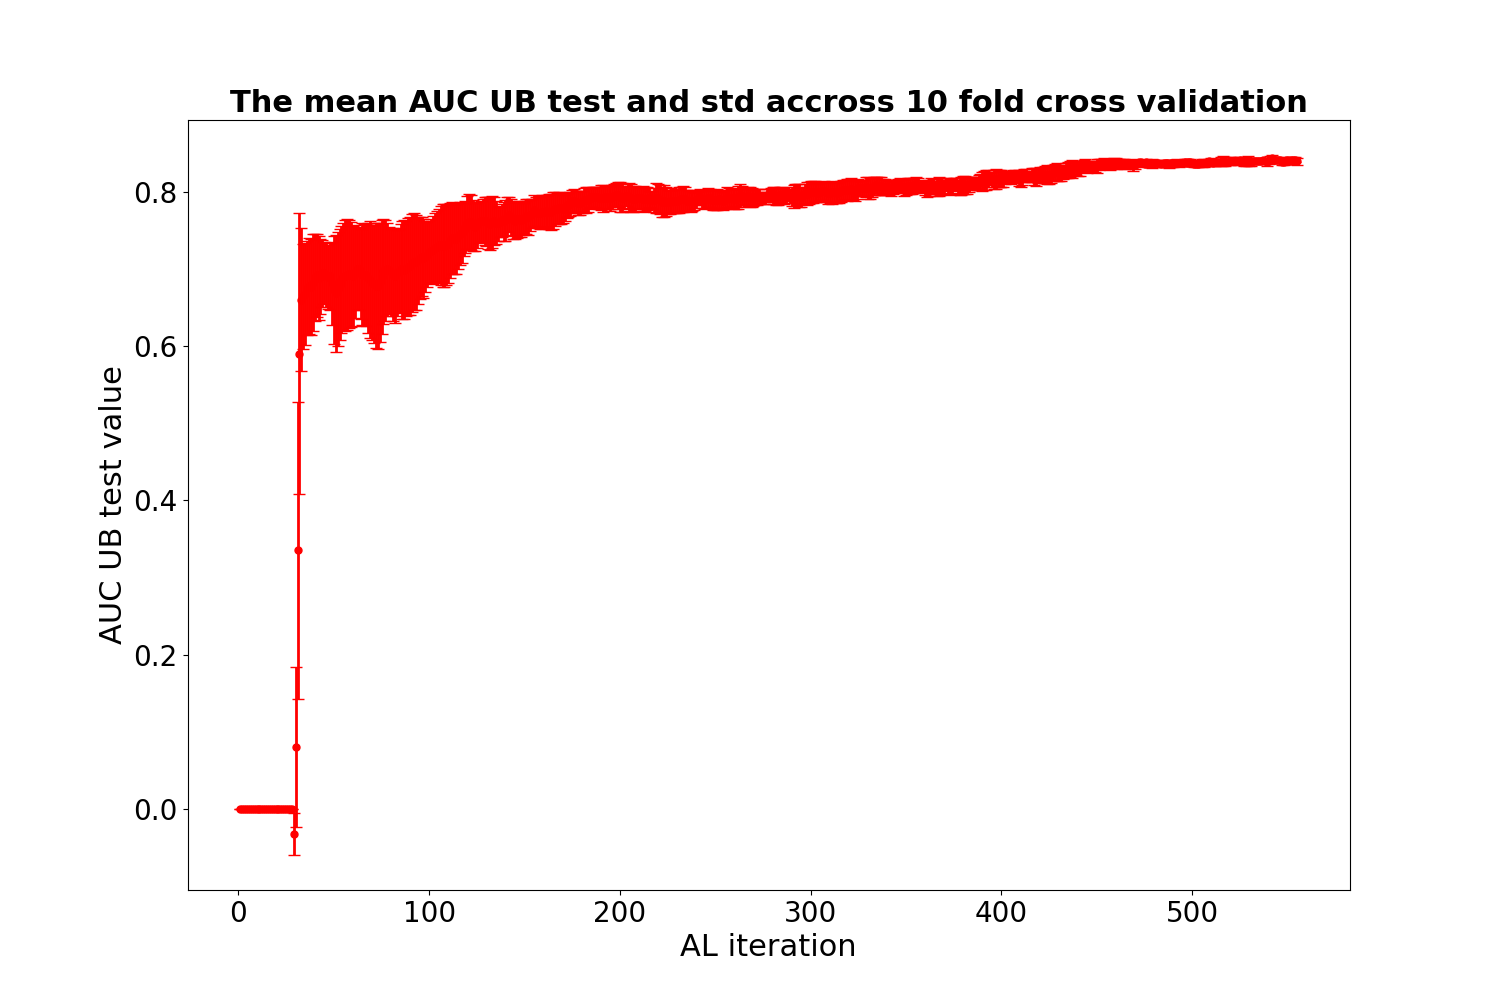 The mean AUC UB test and std accross 10 fold cross validation
0.8
0.6
0.4
0.2
0.0
AUC UB test value
0 100 200 300 400 500
AL iteration